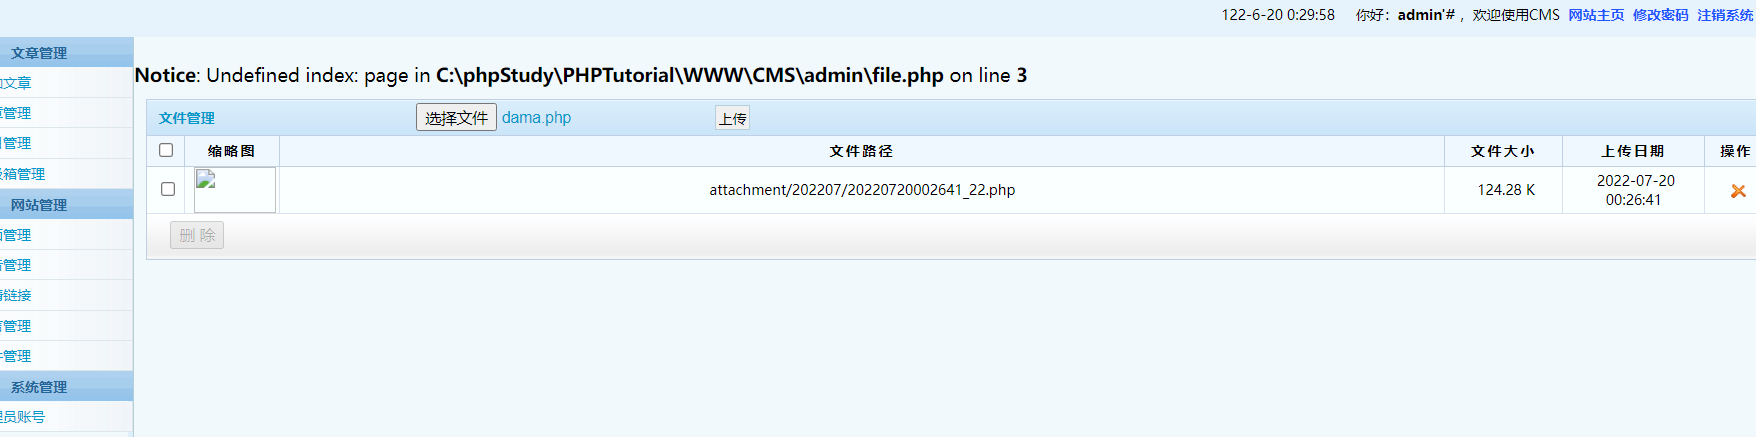 122-6-20 0:29:58 你好：admin'# ，欢迎使用CMS 网站主页 修改密码 注销系统
文章管理
文章
管理
管理
箱管理
网站管理
管理
管理
链接
管理
管理
系统管理
员账号
Notice: Undefined index: page in C:\phpStudy\PHPTutorial\WWW\CMS\admin\file.php on line 3
文件管理 选择文件 dama.php 上传
缩略图 文件路径 文件大小 上传日期 操作
attachment/202207/20220720002641_22.php 124.28 K 2022-07-20
00:26:41
删 除